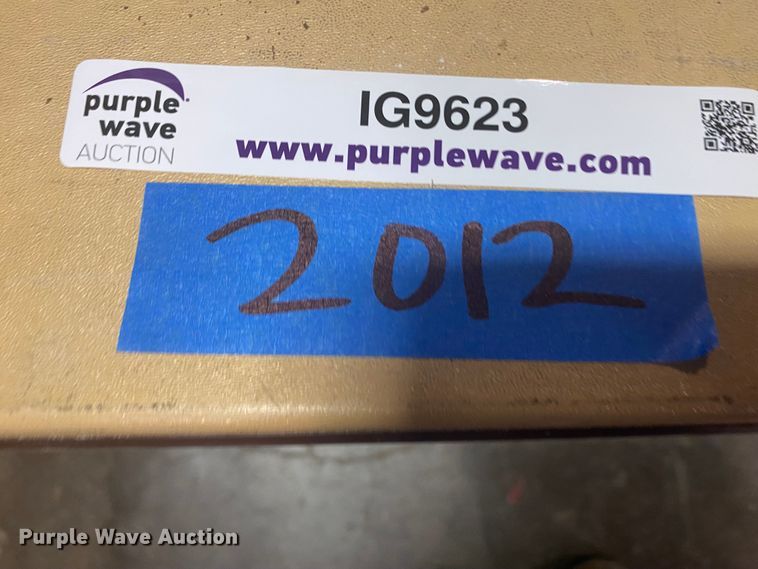 purple
wave
AUCTION
IG9623
www.purplewave.com
2012
Purple Wave Auction